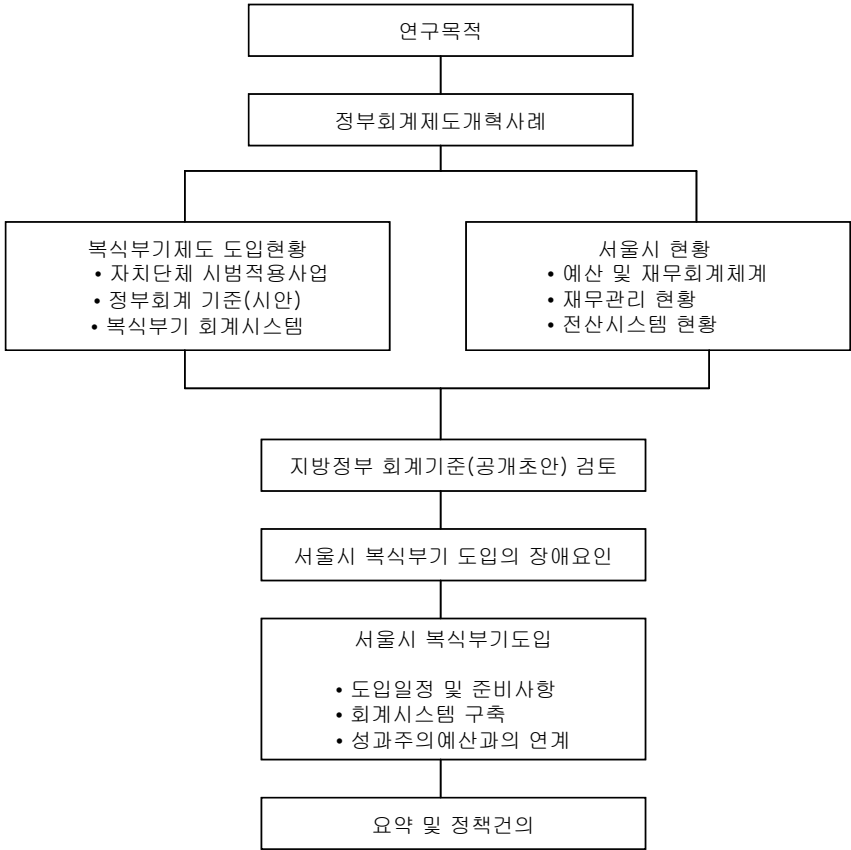 연구목적
정부회계제도개혁사례
복식부기제도 도입현황
• 자치단체 시범적용사업
• 정부회계 기준(시안)
• 복식부기 회계시스템
서울시 현황
• 예산 및 재무회계체계
• 재무관리 현황
• 전산시스템 현황
지방정부 회계기준(공개초안) 검토
서울시 복식부기 도입의 장애요인
서울시 복식부기도입
• 도입일정 및 준비사항
• 회계시스템 구축
• 성과주의예산과의 연계
요약 및 정책건의